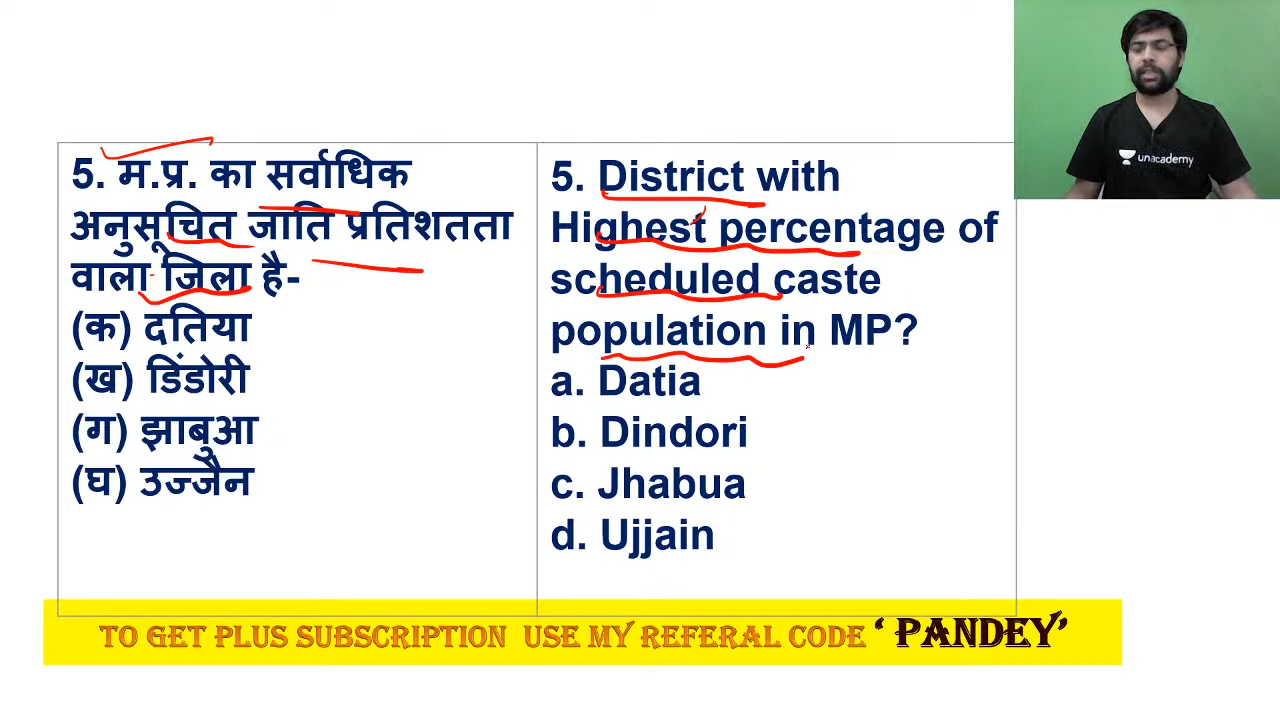 5. म.प्र. का सर्वाधिक
अनुसूचित जाति प्रतिशतता
वाला जिला है-
(क) दतिया
(ख) डिंडोरी
(ग) झाबुआ
(घ) उज्जैन
5. District with
Highest percentage of
scheduled caste
population in MP?
a. Datia
b. Dindori
c. Jhabua
d. Ujjain
unacademy
TO GET PLUS SUBSCRIPTION USE MY REFERAL CODE ‘ PANDEY’